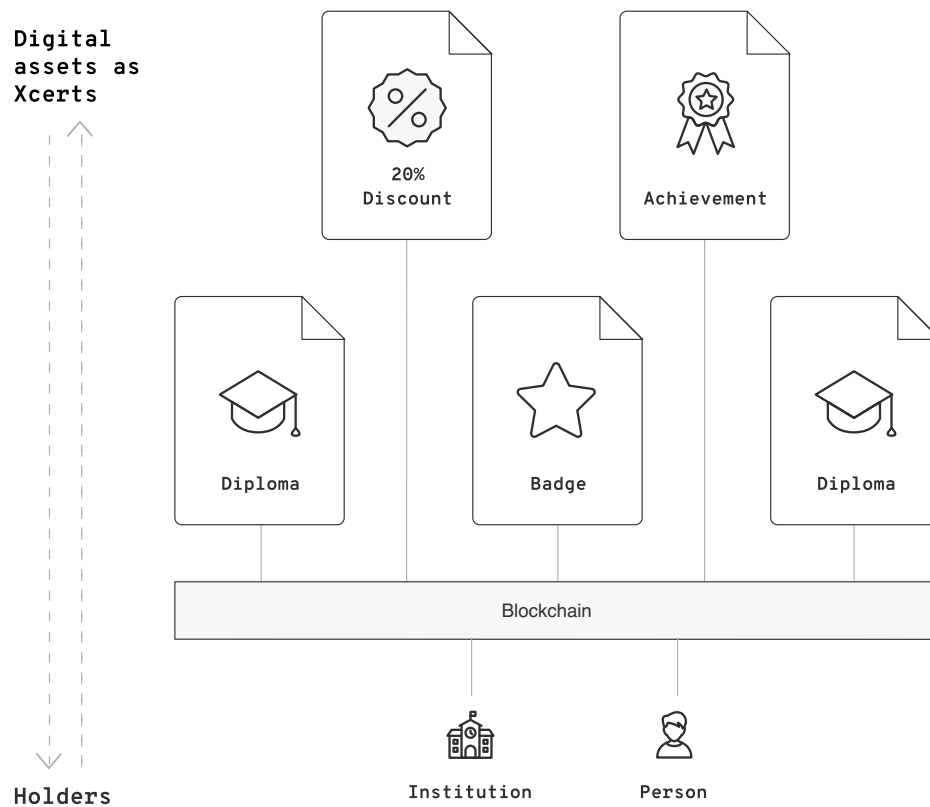 Digital
assets as
Xcerts
20%
Discount
Achievement
Diploma
Badge
Diploma
Blockchain
Institution
Person
Holders